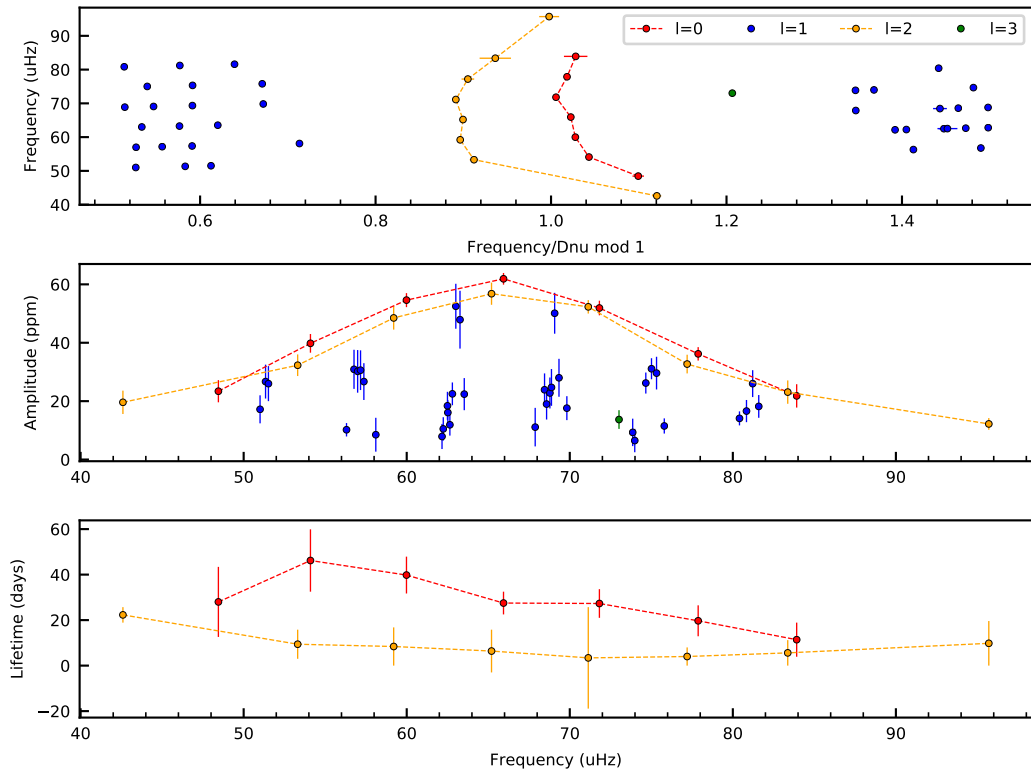 l=0 l=1 l=2 l=3
Frequency (uHz)
90
80
70
60
50
40
0.6 0.8 1.0 1.2 1.4
Frequency/Dnu mod 1
Amplitude (ppm)
60
40
20
0
40 50 60 70 80 90
Lifetime (days)
60
40
20
0
−20
40 50 60 70 80 90
Frequency (uHz)